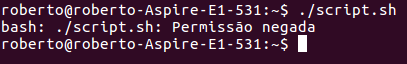 roberto@roberto-Aspire-E1-531:~$ ./script.sh
bash: ./script.sh: Permissão negada
roberto@roberto-Aspire-E1-531:~$